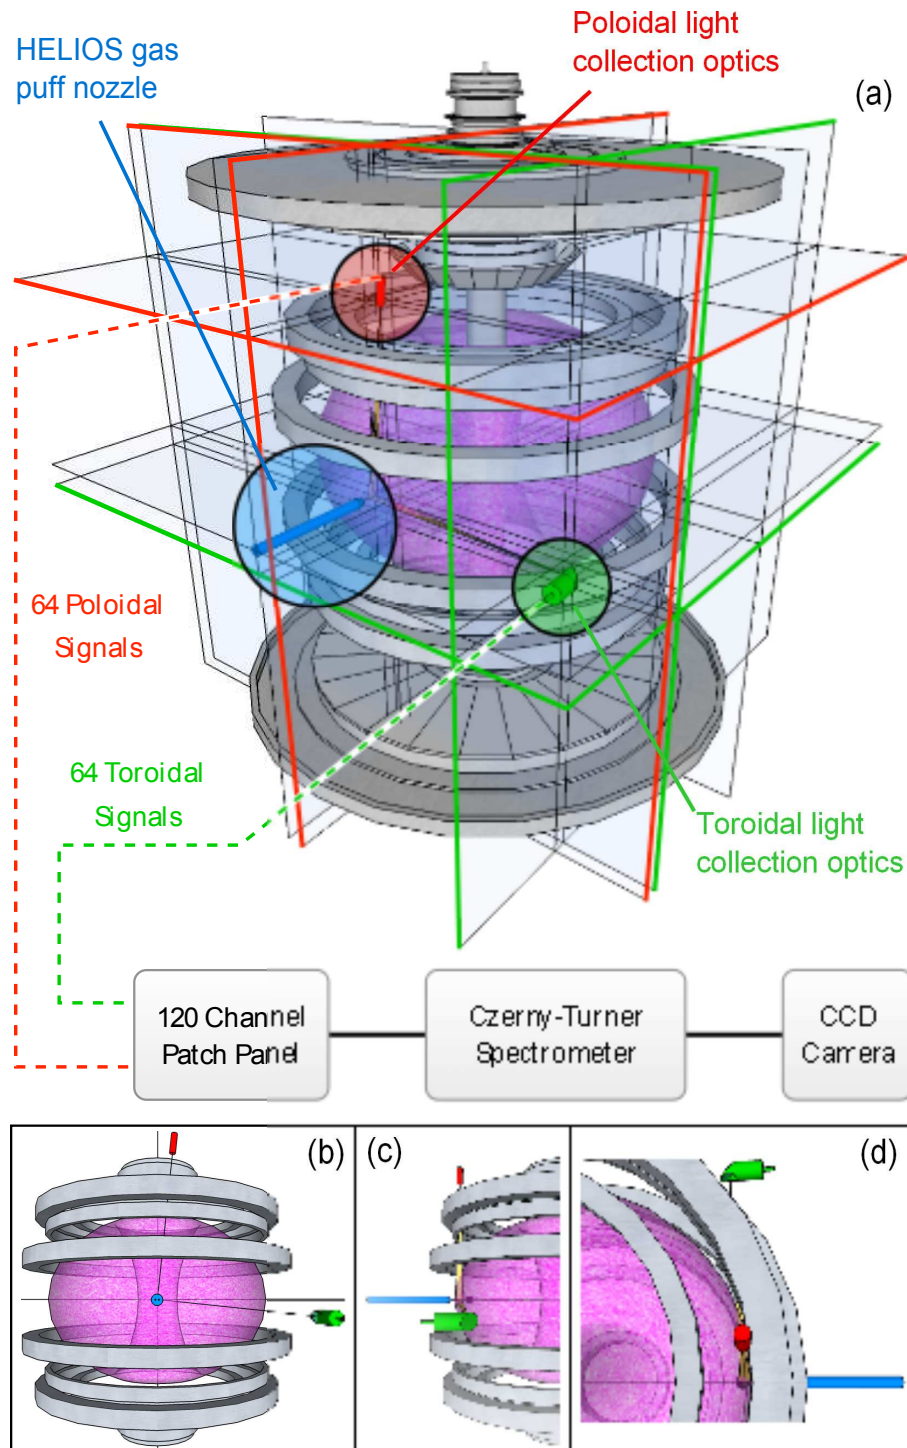 Poloidal light
collection optics
HELIOS gas
puff nozzle
(a)
64 Poloidal
Signals
64 Toroidal
Signals
Toroidal light
collection optics
120 Channel
Patch Panel
Czerny-Turner
Spectrometer
CCD
Camera
(b)
(c)
(d)